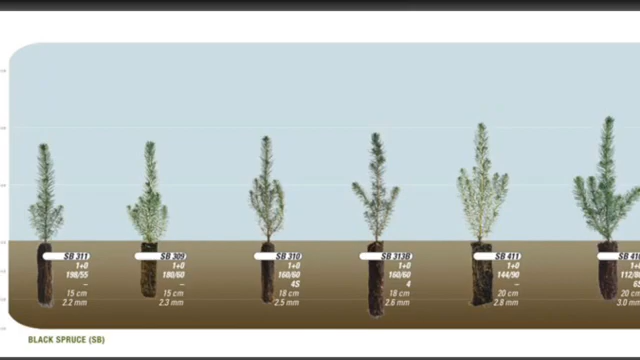 SB 311
1+0
198/55
–
15 cm
2.2 mm
SB 309
1+0
180/60
–
15 cm
2.3 mm
SB 310
1+0
160/60
45
18 cm
2.5 mm
SB 313B
1+0
160/60
4
18 cm
2.6 mm
SB 411
1+0
144/90
–
20 cm
2.8 mm
1+0
20 cm
3.0 mm
BLACK SPRUCE (SB)